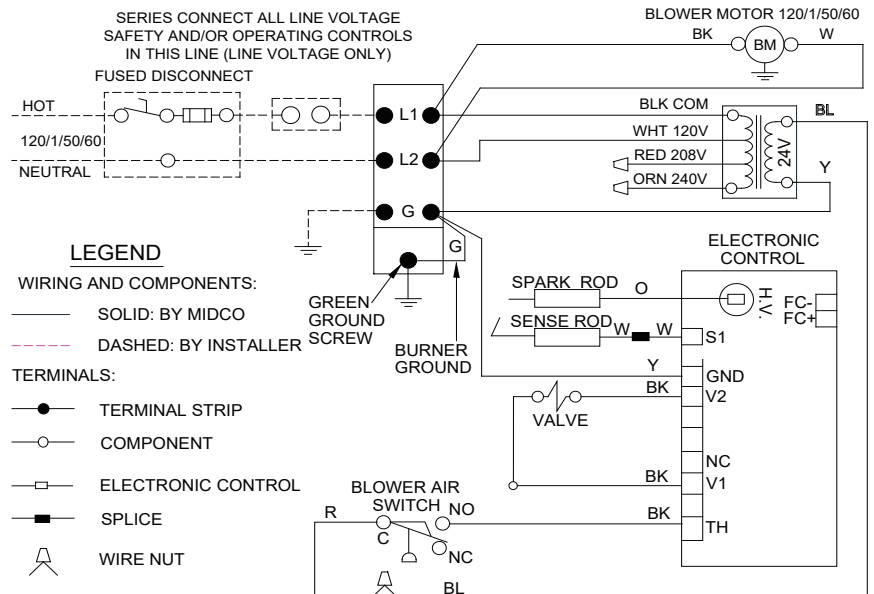 SERIES CONNECT ALL LINE VOLTAGE
SAFETY AND/OR OPERATING CONTROLS
IN THIS LINE (LINE VOLTAGE ONLY)
FUSED DISCONNECT
HOT
120/1/50/60
NEUTRAL
L1
L2
G
G
BLOWER MOTOR 120/1/50/60
BK
BM
W
BLK COM
WHT 120V
RED 208V
ORN 240V
24V
BL
Y
GREEN
GROUND
SCREW
BURNER
GROUND
LEGEND
WIRING AND COMPONENTS:
SOLID: BY MIDCO
DASHED: BY INSTALLER
TERMINALS:
TERMINAL STRIP
COMPONENT
ELECTRONIC CONTROL
SPLICE
WIRE NUT
ELECTRONIC
CONTROL
SPARK ROD
O
H.V.
FC-
FC+
SENSE ROD
W
W
S1
Y
GND
BK
V2
VALVE
NC
BK
V1
BLOWER AIR
SWITCH
R
C
NO
NC
BK
TH
BL